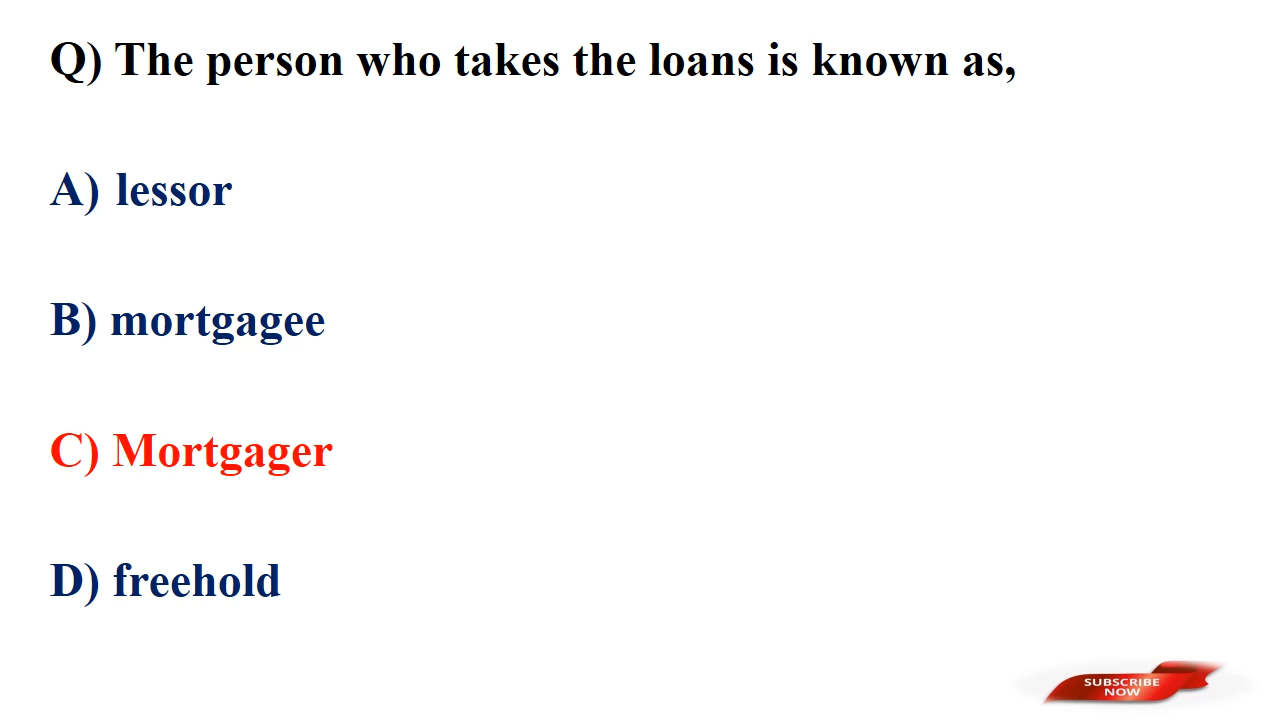 Q) The person who takes the loans is known as,
A) lessor
B) mortgagee
C) Mortgager
D) freehold
SUBSCRIBE
NOW